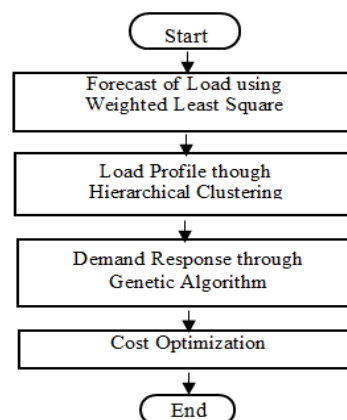 Start
Forecast of Load using
Weighted Least Square
Load Profile though
Hierarchical Clustering
Demand Response through
Genetic Algorithm
Cost Optimization
End